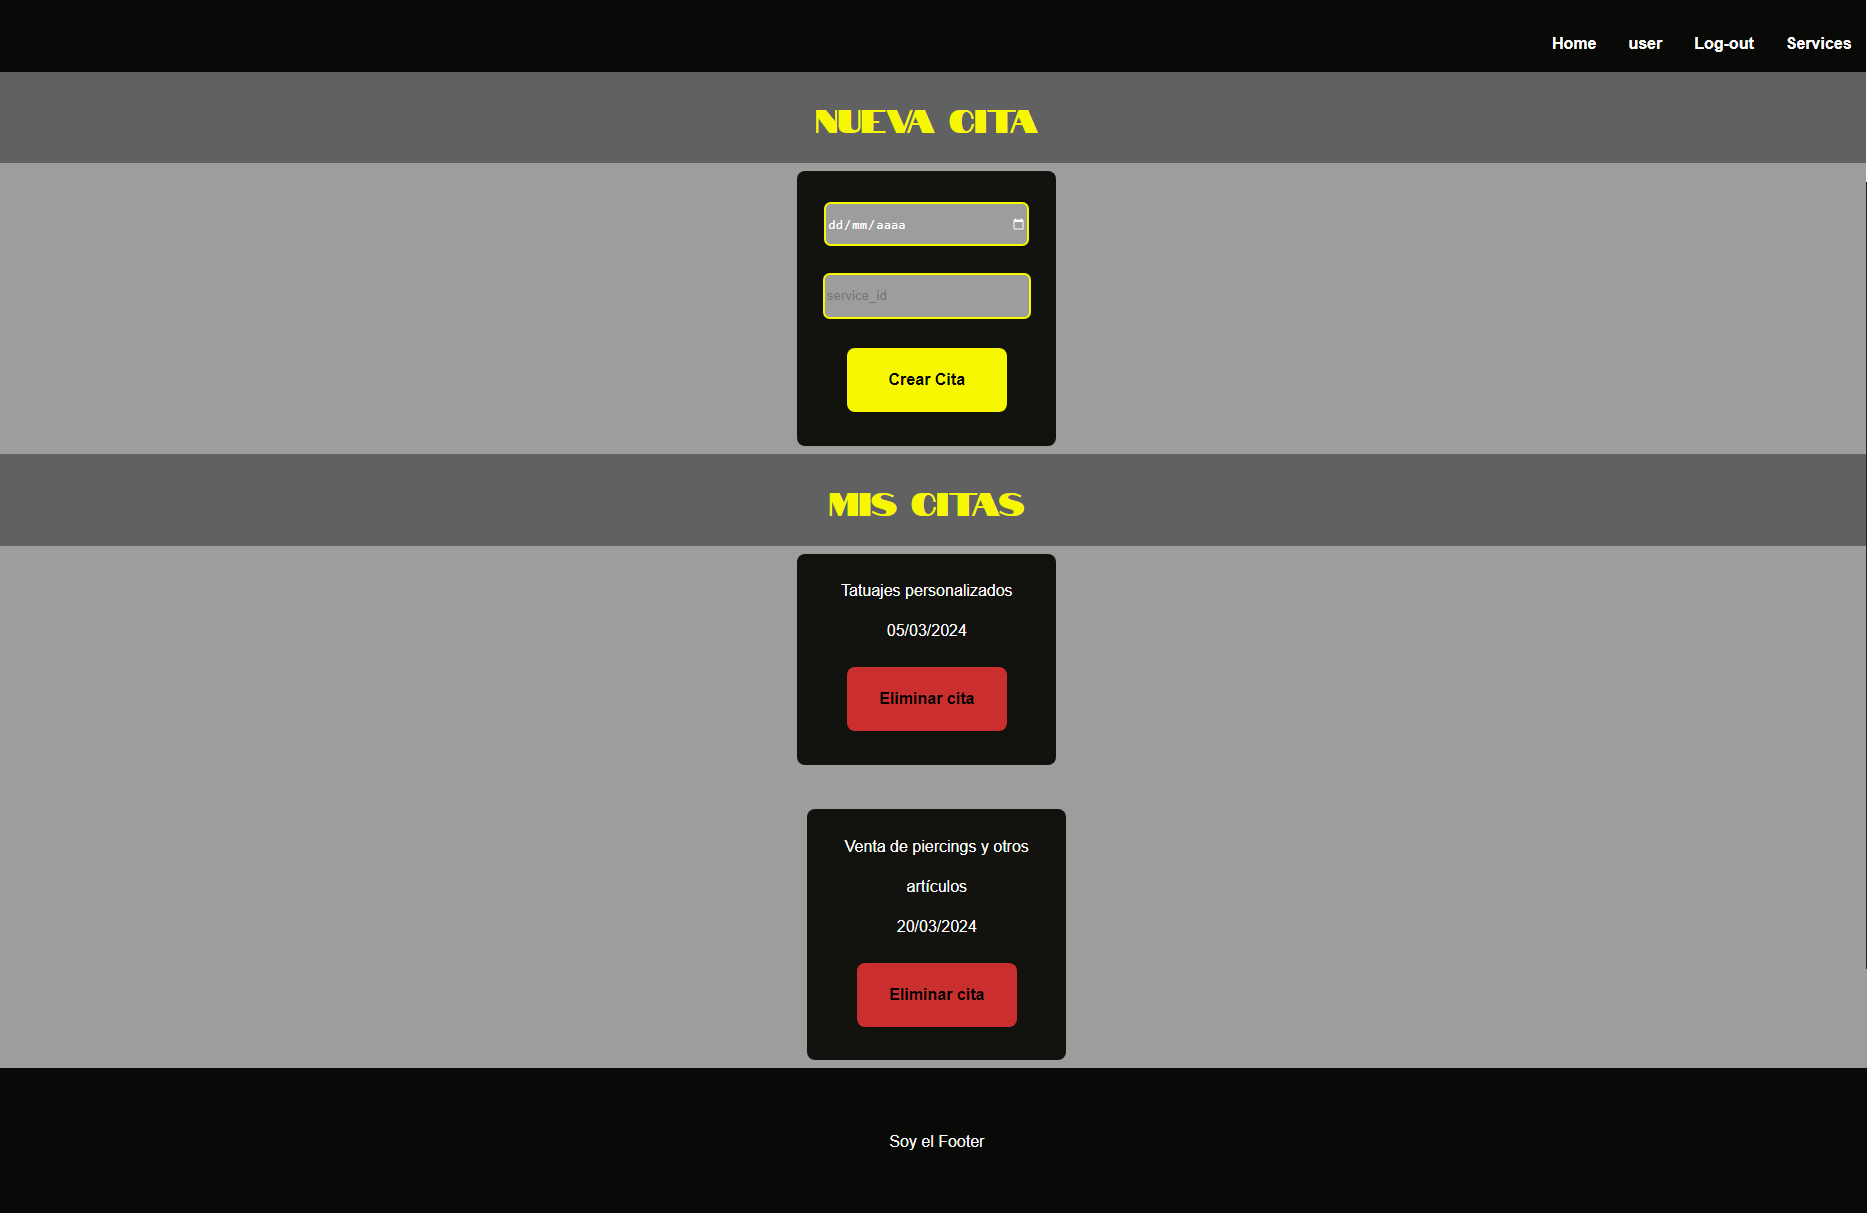 Home user Log-out Services
NUEVA CITA
dd/mm/aaaa
service_id
Crear Cita
MIS CITAS
Tatuajes personalizados
05/03/2024
Eliminar cita
Venta de piercings y otros
artículos
20/03/2024
Eliminar cita
Soy el Footer